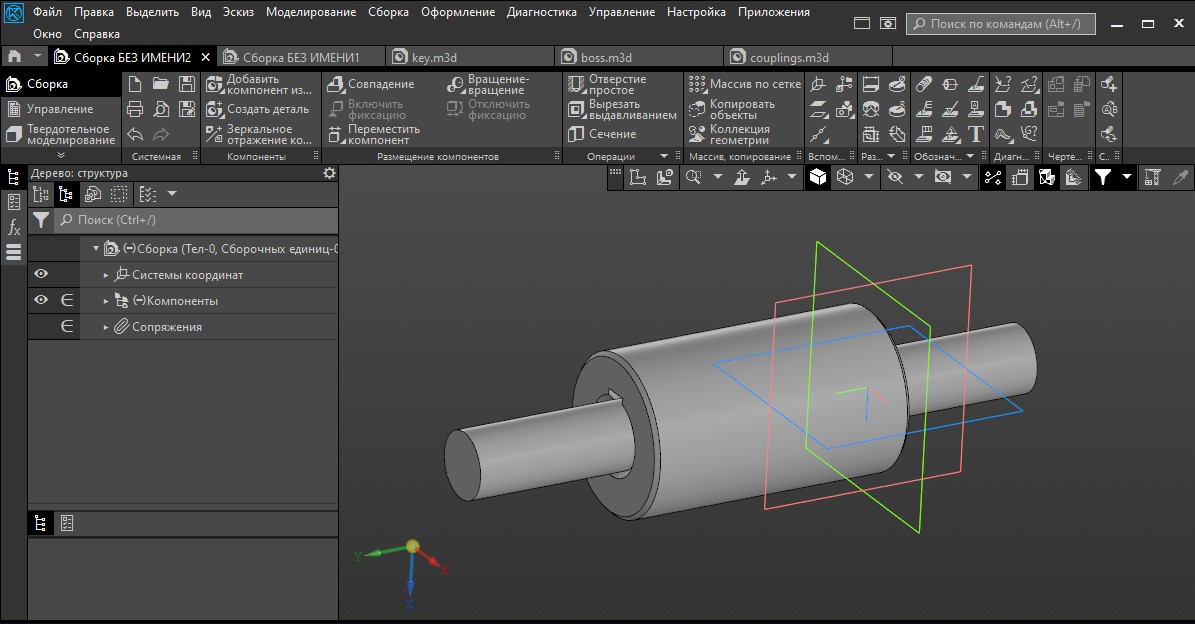 Файл Правка Выделить Вид Эскиз Моделирование Сборка Оформление Диагностика Управление Настройка Приложения
Окно Справка
Поиск по командам (Alt+/)
Сборка БЕЗ ИМЕНИ2 Сборка БЕЗ ИМЕНИ1 key.m3d boss.m3d couplings.m3d
Сборка
Управление
Твердотельное
моделирование
Системная
Добавить
компонент из...
Создать деталь
Зеркальное
отражение ко...
Компоненты
Совпадение
Включить
фиксацию
Переместить
компонент
Вращение-
вращение
Отключить
фиксацию
Размещение компонентов
Отверстие
простое
Вырезать
выдавливанием
Сечение
Операции
Массив по сетке
Копировать
объекты
Коллекция
геометрии
Массив, копирование
Вспом...
Раз...
Обознач...
Диагн...
Черте...
С...
Дерево: структура
Поиск (Ctrl+/)
(-)Сборка (Тел-0, Сборочных единиц-0
Системы координат
(-)Компоненты
Сопряжения
Y
X
Z